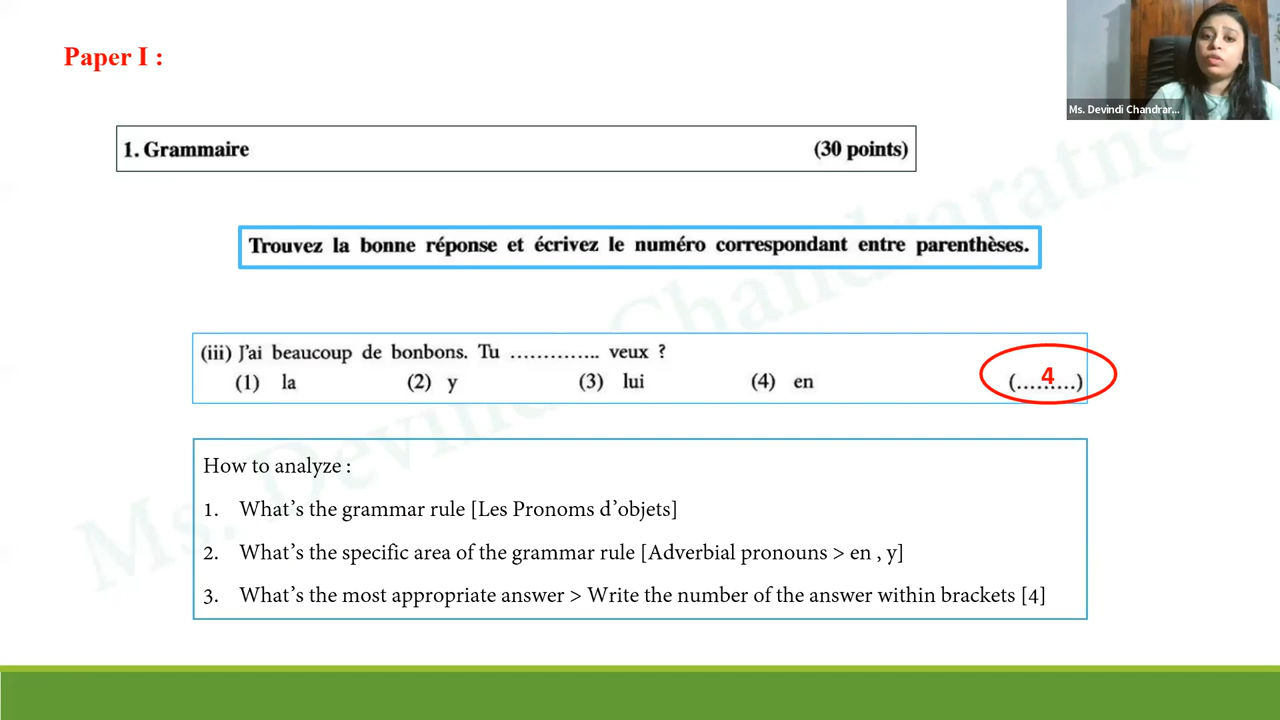 Paper I :
Ms. Devindi Chandrar...
1. Grammaire (30 points)
Trouvez la bonne réponse et écrivez le numéro correspondant entre parenthèses.
(iii) J'ai beaucoup de bonbons. Tu .............. veux ?
(1) la (2) y (3) lui (4) en (....4.....)
How to analyze :
1. What's the grammar rule [Les Pronoms d'objets]
2. What's the specific area of the grammar rule [Adverbial pronouns > en , y]
3. What's the most appropriate answer > Write the number of the answer within brackets [4]
Ms. Devindi Chandraratne